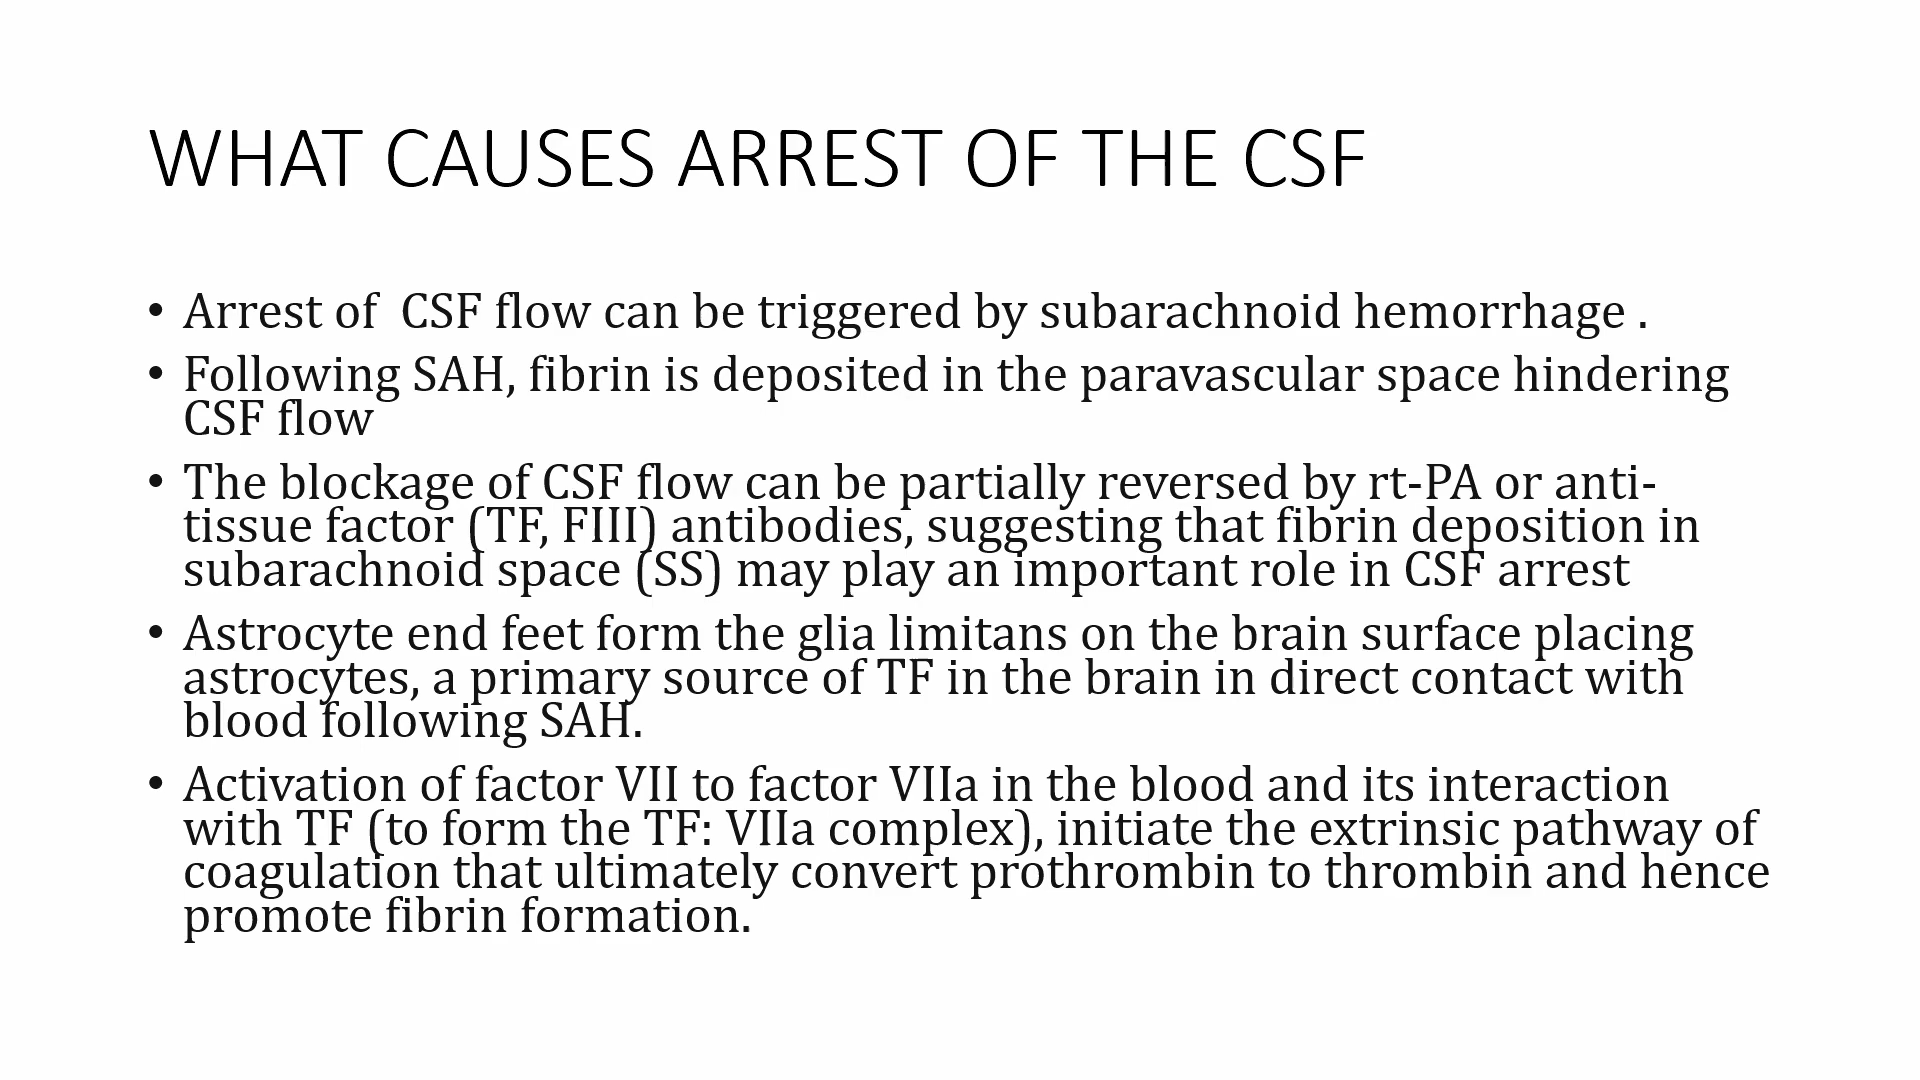 WHAT CAUSES ARREST OF THE CSF
• Arrest of  CSF flow can be triggered by subarachnoid hemorrhage .
• Following SAH, fibrin is deposited in the paravascular space hindering
CSF flow
• The blockage of CSF flow can be partially reversed by rt-PA or anti-
tissue factor (TF, FIII) antibodies, suggesting that fibrin deposition in
subarachnoid space (SS) may play an important role in CSF arrest
• Astrocyte end feet form the glia limitans on the brain surface placing
astrocytes, a primary source of TF in the brain in direct contact with
blood following SAH.
• Activation of factor VII to factor VIIa in the blood and its interaction
with TF (to form the TF: VIIa complex), initiate the extrinsic pathway of
coagulation that ultimately convert prothrombin to thrombin and hence
promote fibrin formation.